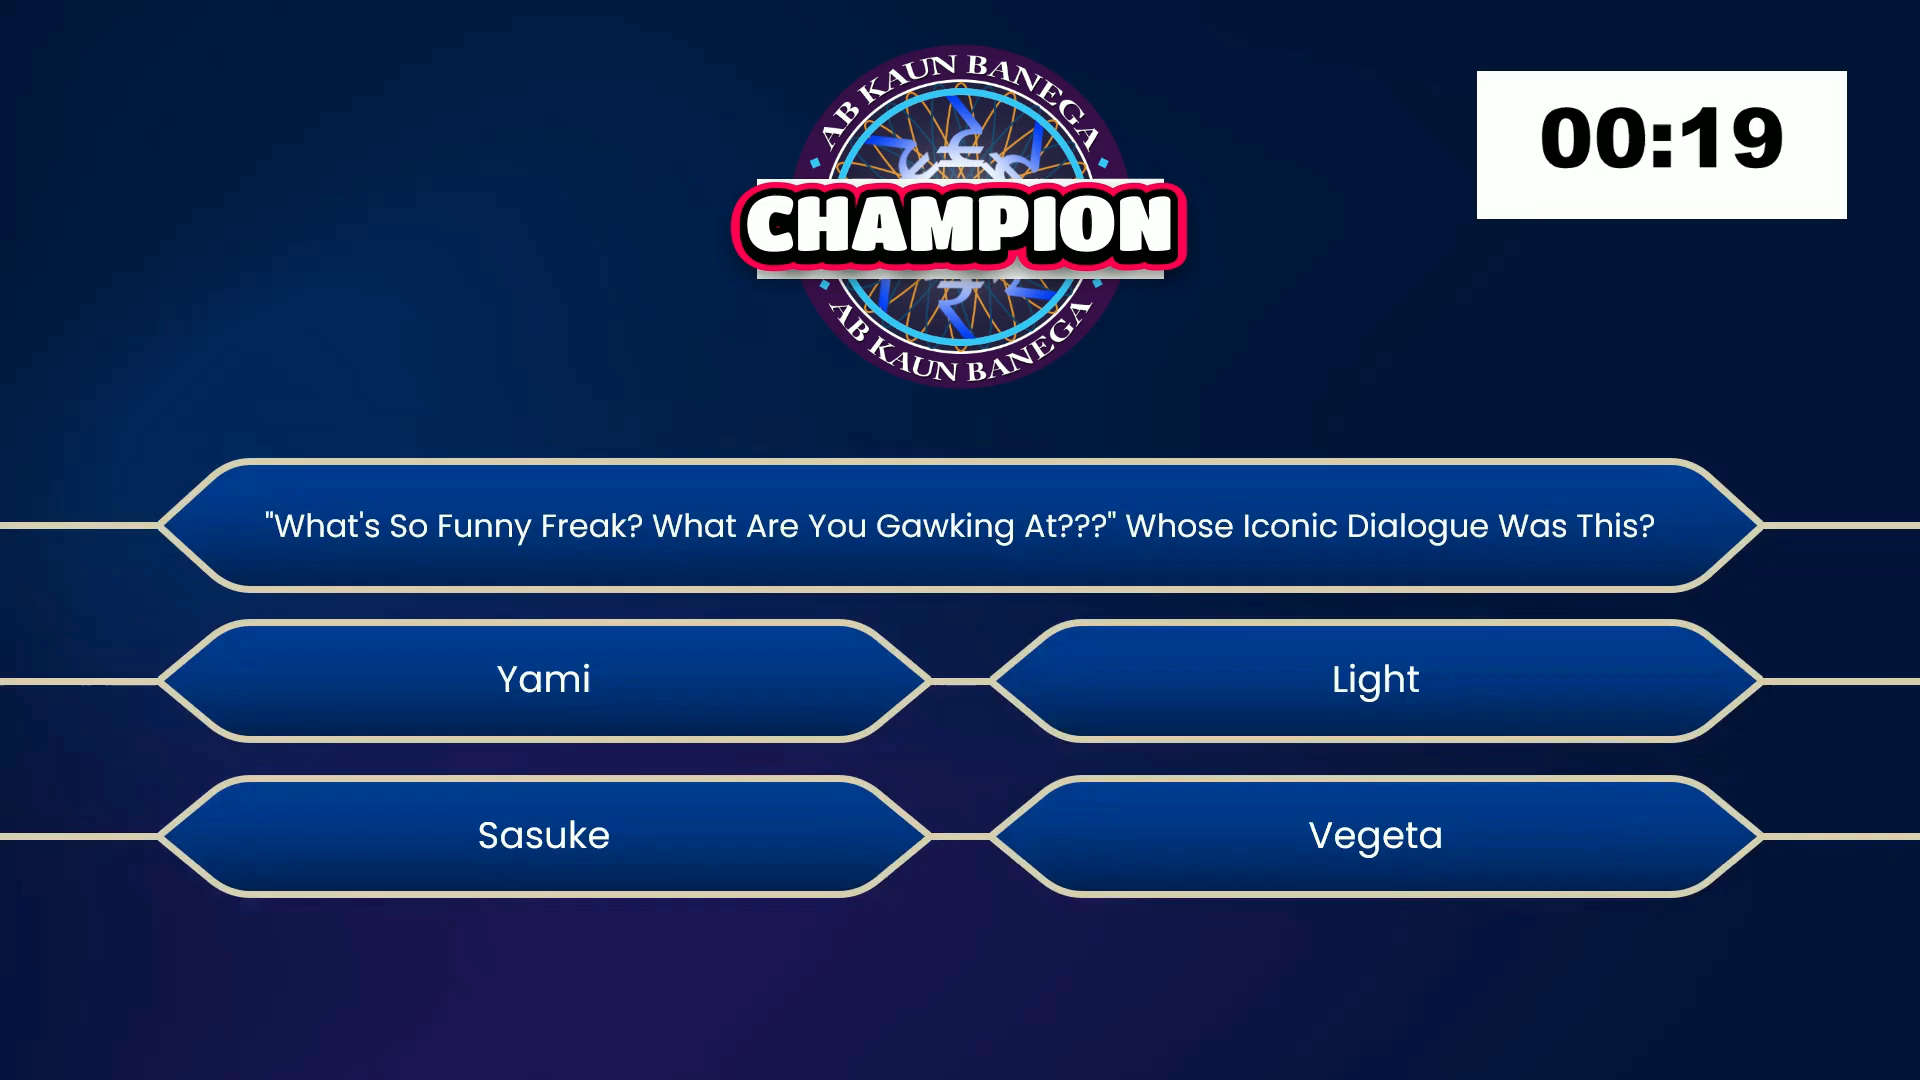 AB KAUN BANEGA
CHAMPION
AB KAUN BANEGA
00:19
"What's So Funny Freak? What Are You Gawking At???" Whose Iconic Dialogue Was This?
Yami
Light
Sasuke
Vegeta